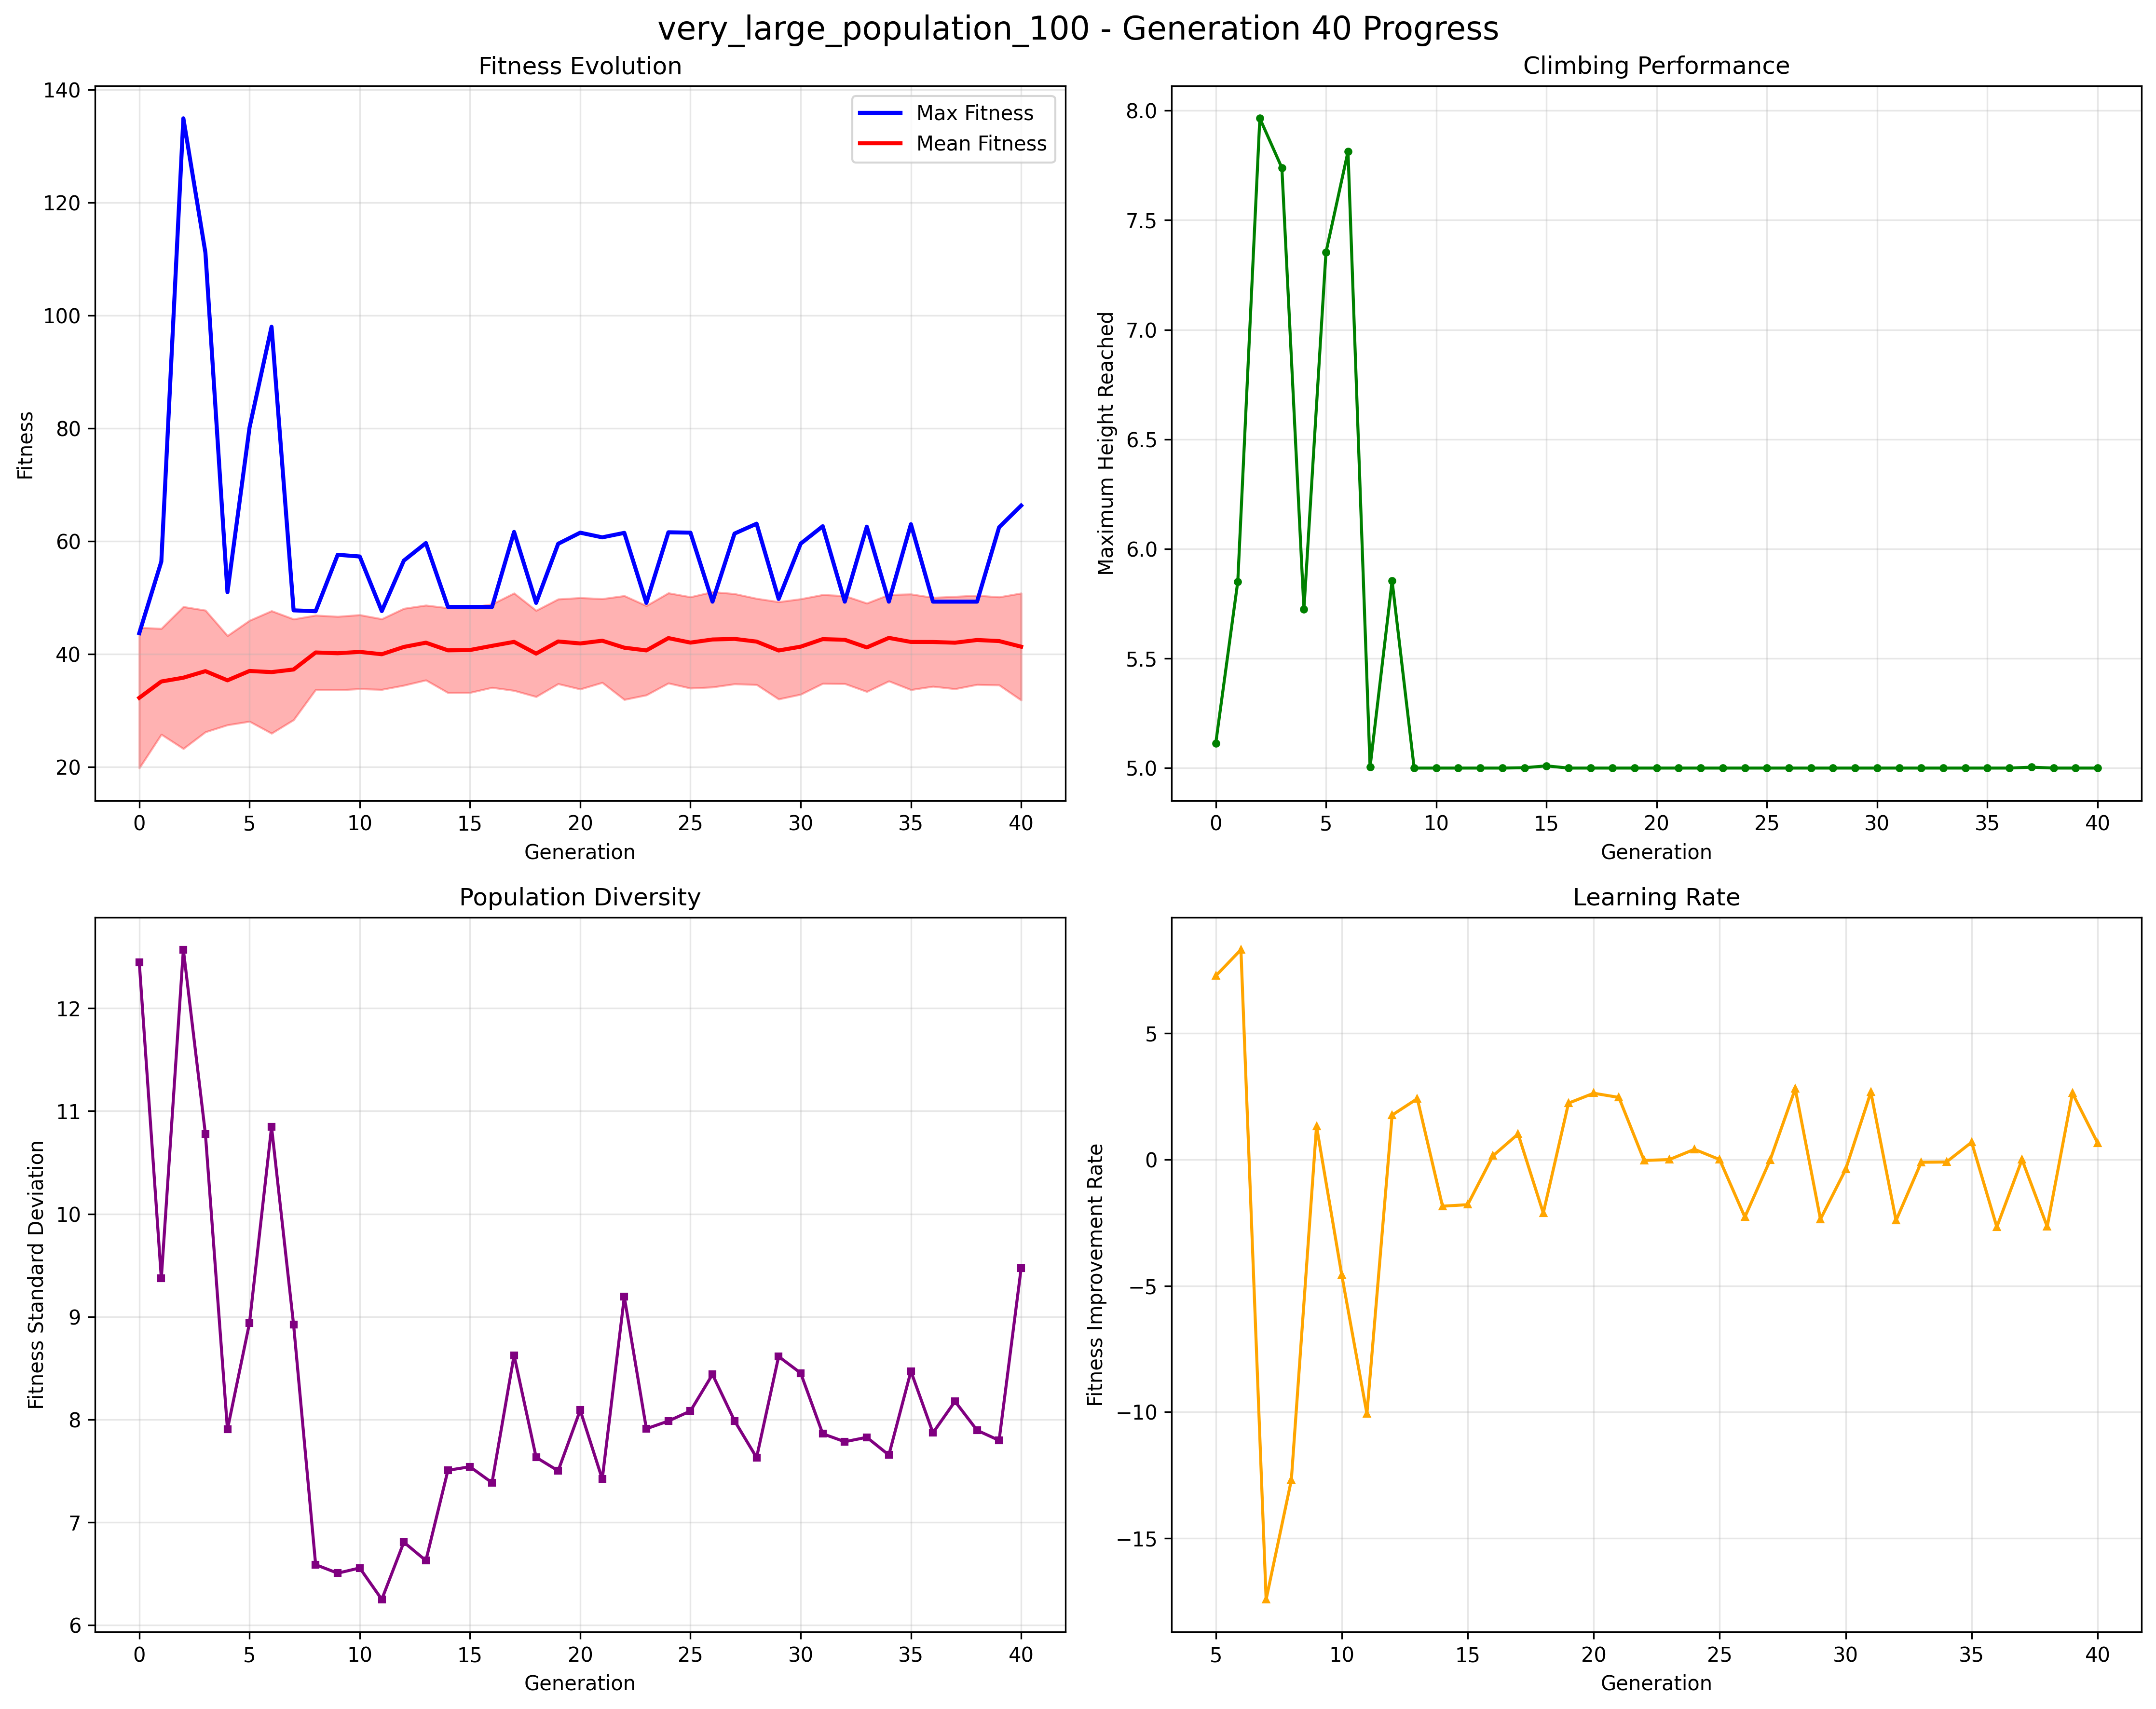 very_large_population_100 - Generation 40 Progress
Fitness Evolution
140
120
100
80
60
40
20
Fitness
Max Fitness
Mean Fitness
0 5 10 15 20 25 30 35 40
Generation
Climbing Performance
8.0
7.5
7.0
6.5
6.0
5.5
5.0
Maximum Height Reached
0 5 10 15 20 25 30 35 40
Generation
Population Diversity
12
11
10
9
8
7
6
Fitness Standard Deviation
0 5 10 15 20 25 30 35 40
Generation
Learning Rate
5
0
−5
−10
−15
Fitness Improvement Rate
5 10 15 20 25 30 35 40
Generation